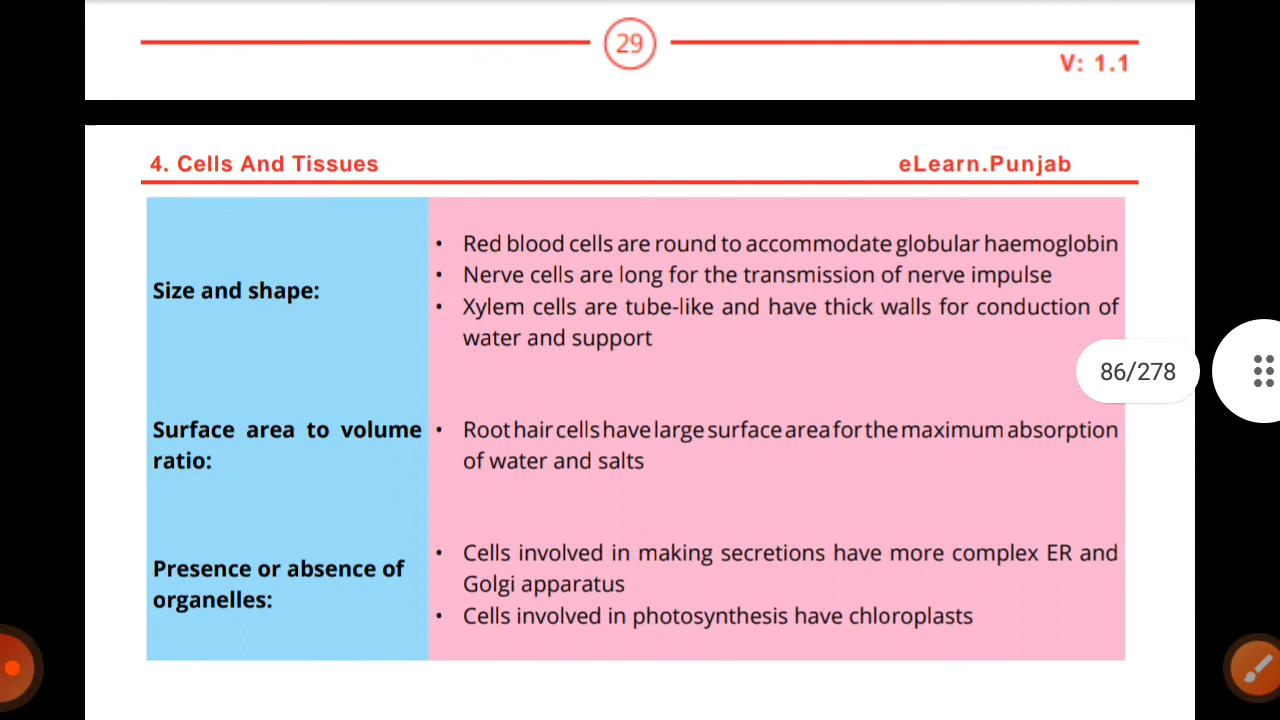 29
V: 1.1
4. Cells And Tissues
eLearn.Punjab
Size and shape:
• Red blood cells are round to accommodate globular haemoglobin
• Nerve cells are long for the transmission of nerve impulse
• Xylem cells are tube-like and have thick walls for conduction of
water and support
86/278
Surface area to volume
ratio:
• Root hair cells have large surface area for the maximum absorption
of water and salts
Presence or absence of
organelles:
• Cells involved in making secretions have more complex ER and
Golgi apparatus
• Cells involved in photosynthesis have chloroplasts